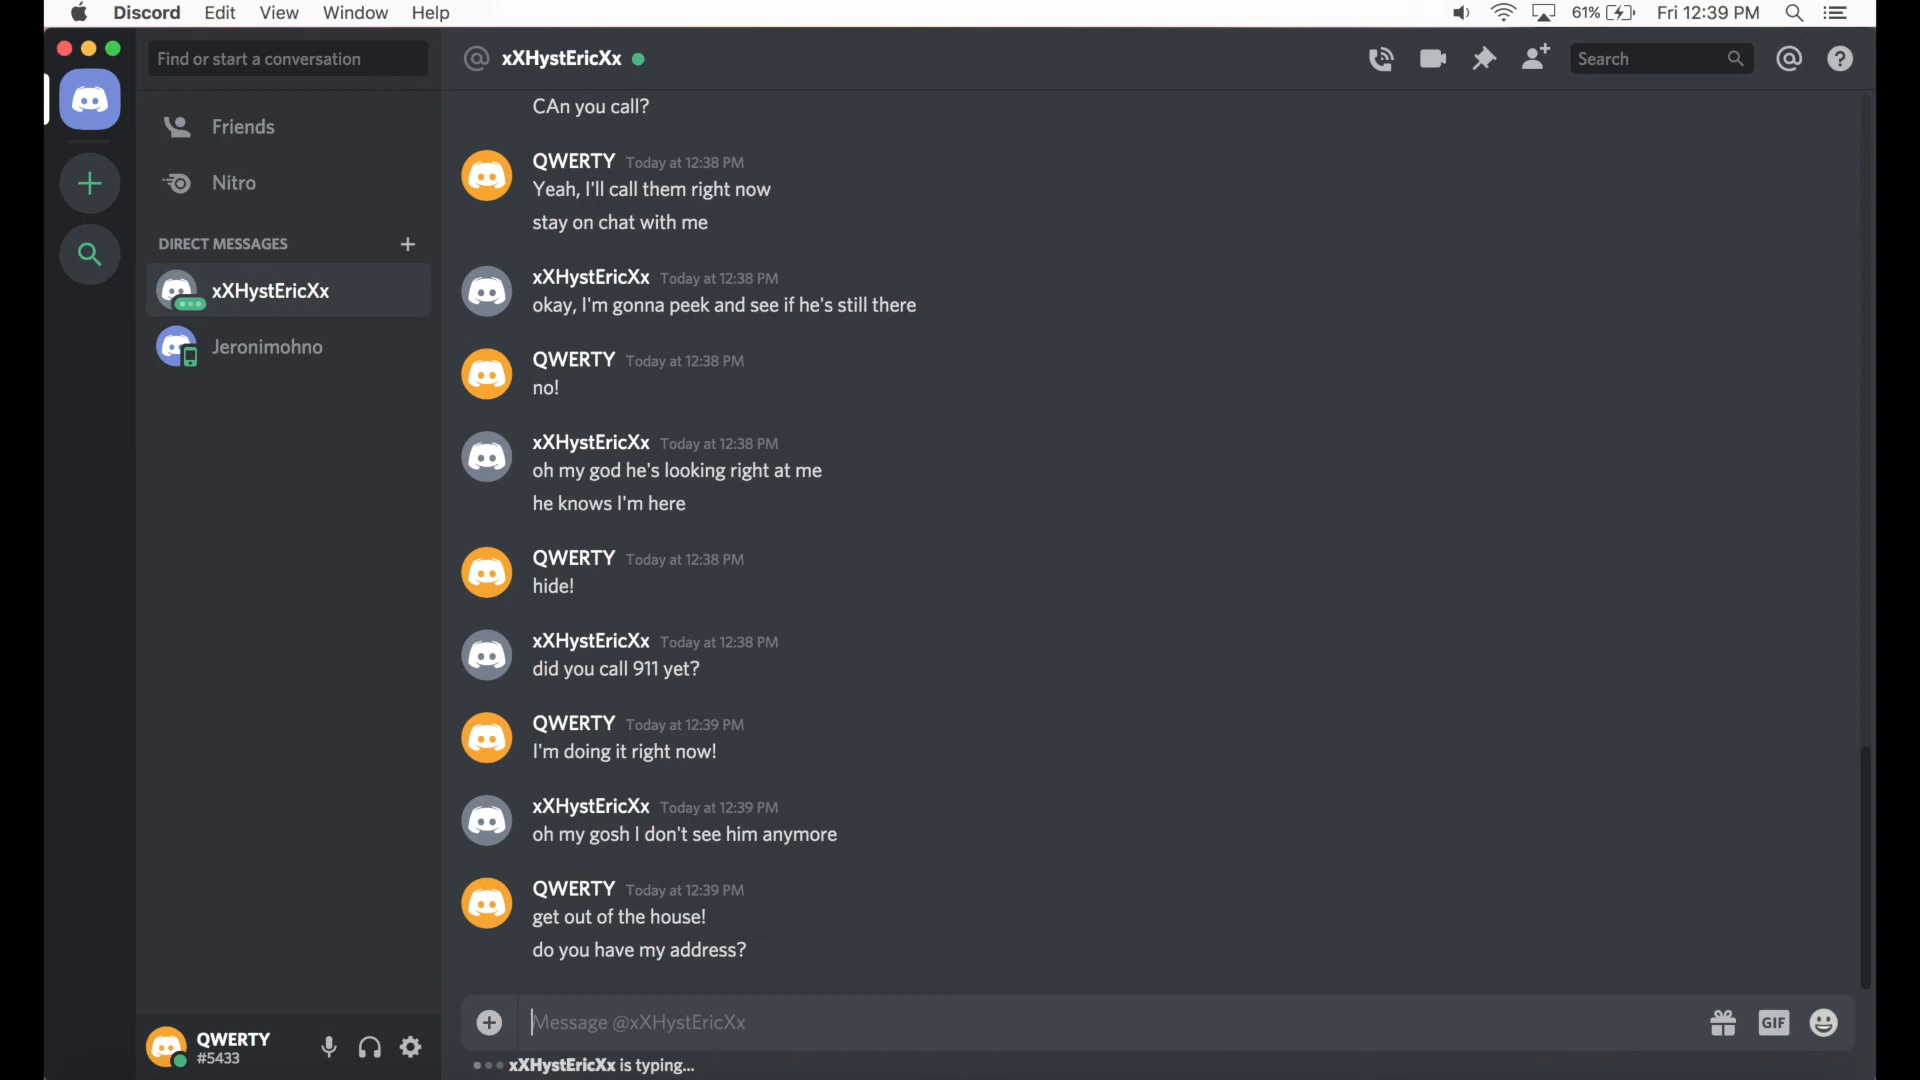 Discord Edit View Window Help 61% Fri 12:39 PM
Find or start a conversation
Friends
Nitro
DIRECT MESSAGES +
xXHystEricXx
Jeronimohno
QWERTY
#5433
@ xXHystEricXx
Search
CAn you call?
QWERTY Today at 12:38 PM
Yeah, I'll call them right now
stay on chat with me
xXHystEricXx Today at 12:38 PM
okay, I'm gonna peek and see if he's still there
QWERTY Today at 12:38 PM
no!
xXHystEricXx Today at 12:38 PM
oh my god he's looking right at me
he knows I'm here
QWERTY Today at 12:38 PM
hide!
xXHystEricXx Today at 12:38 PM
did you call 911 yet?
QWERTY Today at 12:39 PM
I'm doing it right now!
xXHystEricXx Today at 12:39 PM
oh my gosh I don't see him anymore
QWERTY Today at 12:39 PM
get out of the house!
do you have my address?
Message @xXHystEricXx
GIF
xXHystEricXx is typing...